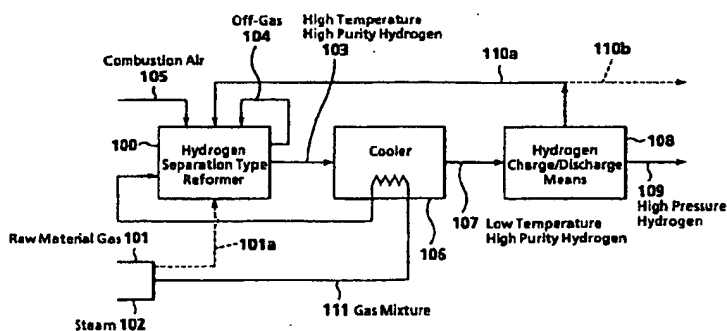 Off-Gas
104
High Temperature
High Purity Hydrogen
103
110a
110b
Combustion Air
105
100
Hydrogen
Separation Type
Reformer
Cooler
Hydrogen
Charge/Discharge
Means
108
109
High Pressure
Hydrogen
107
Low Temperature
High Purity Hydrogen
106
Raw Material Gas 101
101a
Steam 102
111 Gas Mixture